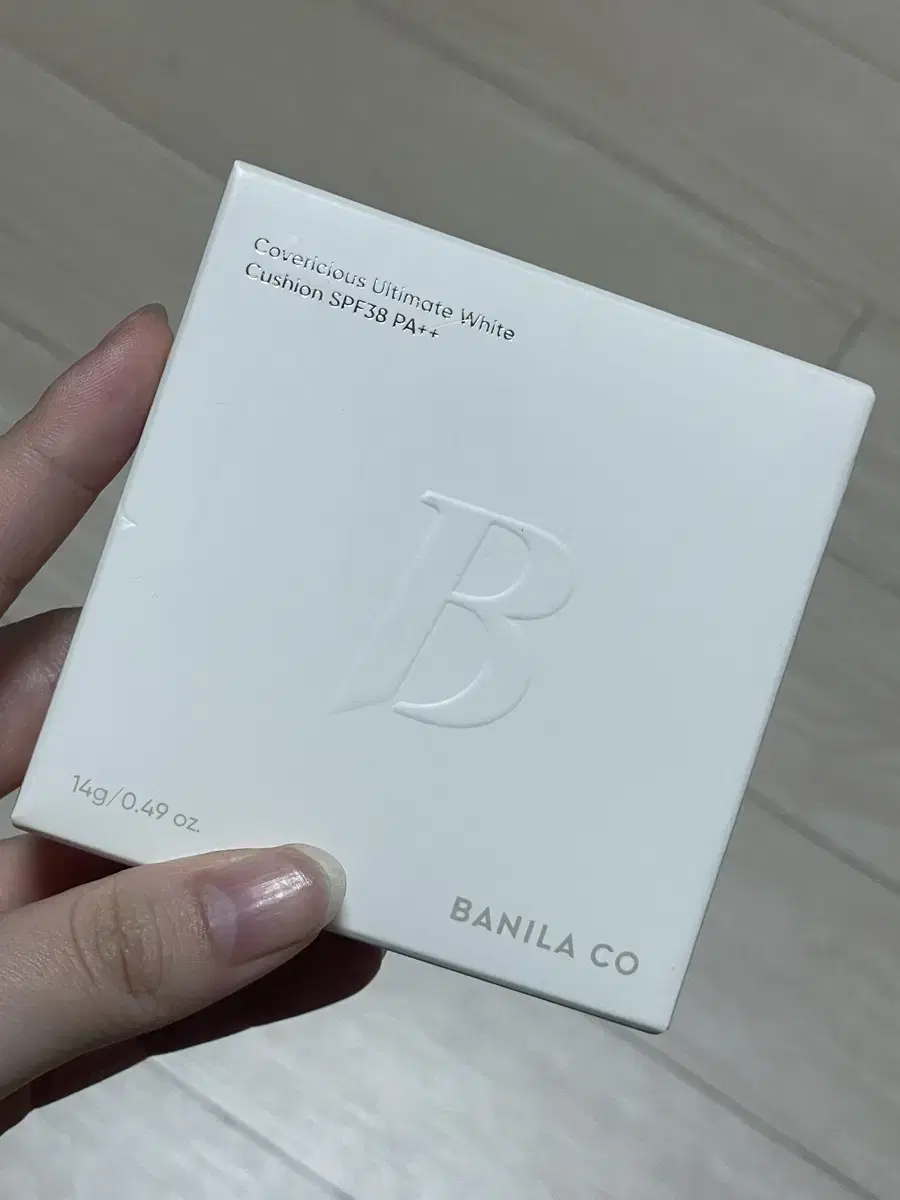 Covericious Ultimate White
Cushion SPF38 PA++
B
14g/0.49 oz.
BANILA CO